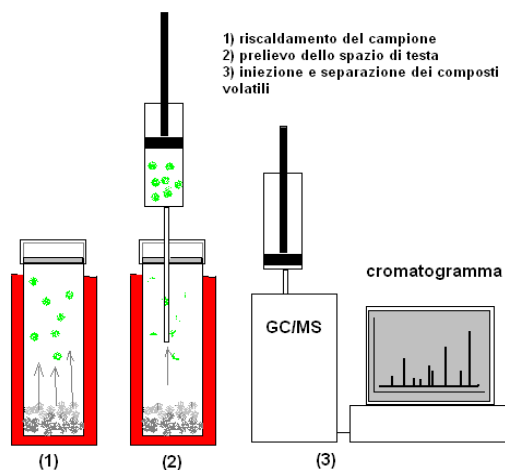 1) riscaldamento del campione
2) prelievo dello spazio di testa
3) iniezione e separazione dei composti
volatili
cromatogramma
GC/MS
(1)
(2)
(3)